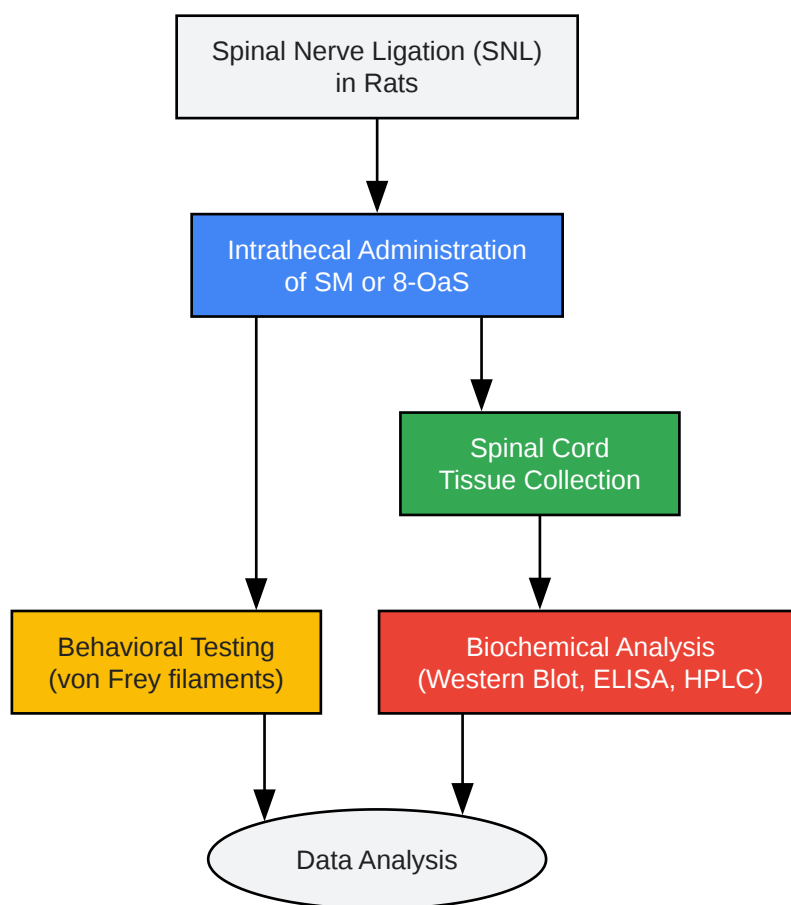 Spinal Nerve Ligation (SNL)
in Rats
Intrathecal Administration
of SM or 8-OaS
Spinal Cord
Tissue Collection
Behavioral Testing
(von Frey filaments)
Biochemical Analysis
(Western Blot, ELISA, HPLC)
Data Analysis